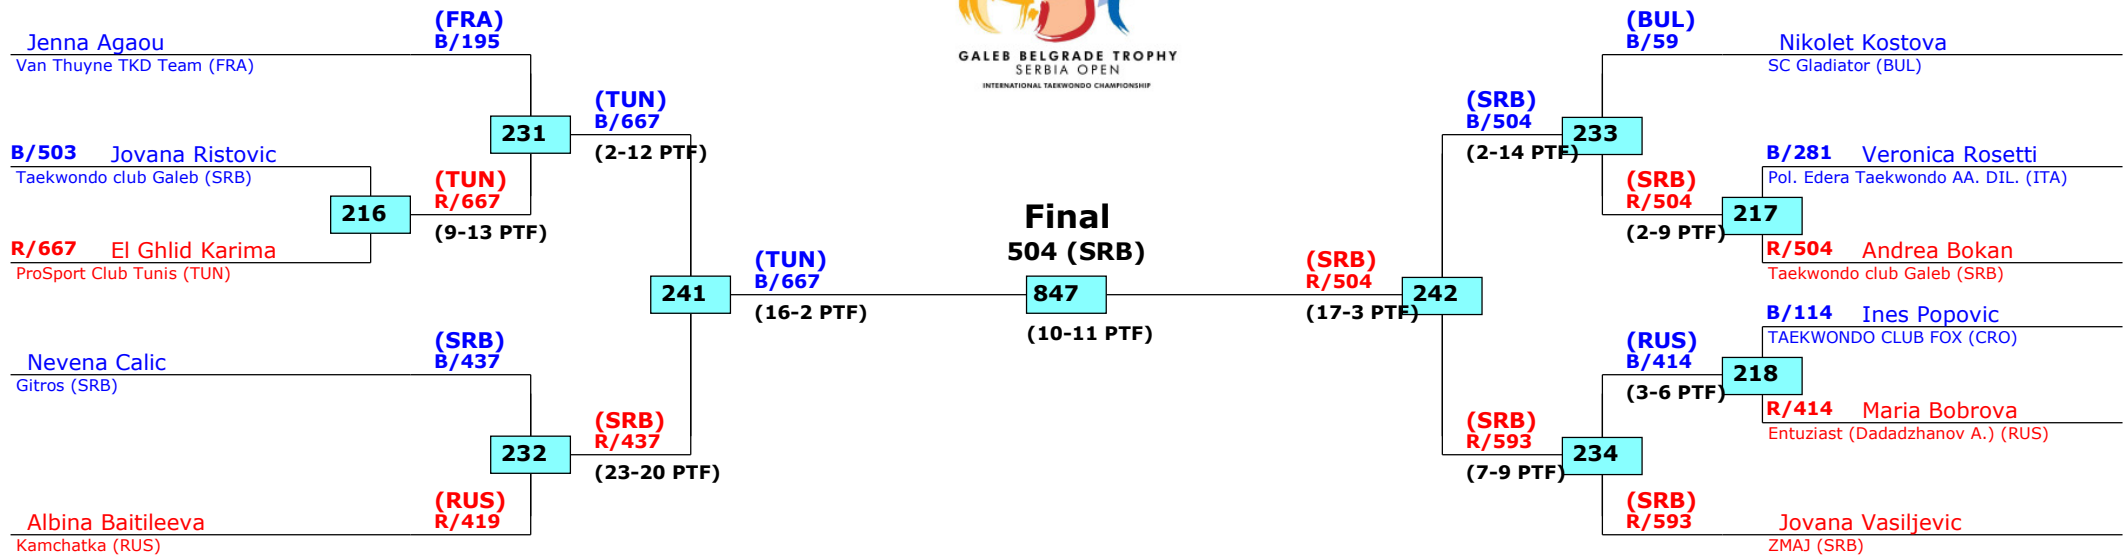 GALEB BELGRADE TROPHY
SERBIA OPEN
INTERNATIONAL TAEKWONDO CHAMPIONSHIP
Jenna Agaou
Van Thuyne TKD Team (FRA)
(FRA)
B/195
B/503 Jovana Ristovic
Taekwondo club Galeb (SRB)
R/667 El Ghlid Karima
ProSport Club Tunis (TUN)
216
(TUN)
R/667
(9-13 PTF)
231
(TUN)
B/667
(2-12 PTF)
Nevena Calic
Gitros (SRB)
(SRB)
B/437
Albina Baitileeva
Kamchatka (RUS)
(RUS)
R/419
232
(SRB)
R/437
(23-20 PTF)
241
(TUN)
B/667
(16-2 PTF)
Final
504 (SRB)
847
(10-11 PTF)
(SRB)
R/504
(17-3 PTF)
242
(SRB)
B/504
(2-14 PTF)
233
(BUL)
B/59
Nikolet Kostova
SC Gladiator (BUL)
(SRB)
R/504
(2-9 PTF)
217
B/281 Veronica Rosetti
Pol. Edera Taekwondo AA. DIL. (ITA)
R/504 Andrea Bokan
Taekwondo club Galeb (SRB)
(SRB)
R/593
(7-9 PTF)
234
(RUS)
B/414
(3-6 PTF)
218
B/114 Ines Popovic
TAEKWONDO CLUB FOX (CRO)
R/414 Maria Bobrova
Entuziast (Dadadzhanov A.) (RUS)
(SRB)
R/593
Jovana Vasiljevic
ZMAJ (SRB)